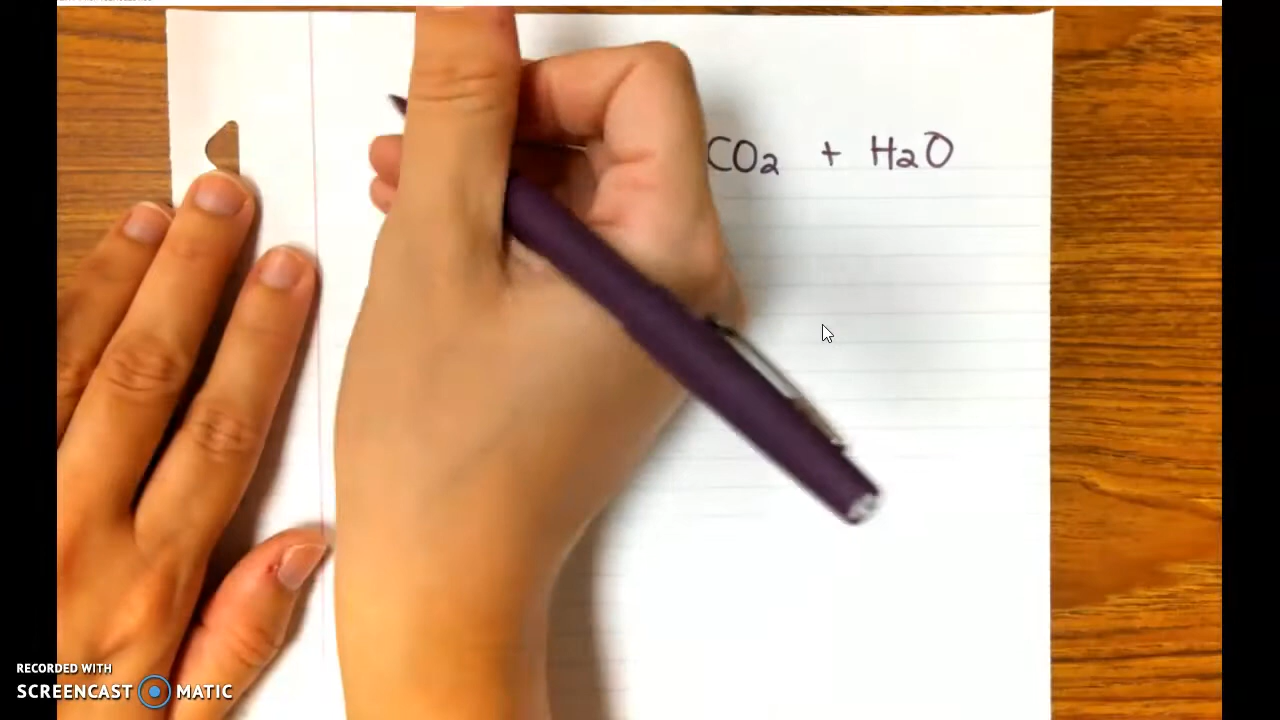 CO₂ + H₂O
RECORDED WITH
SCREENCAST MATIC